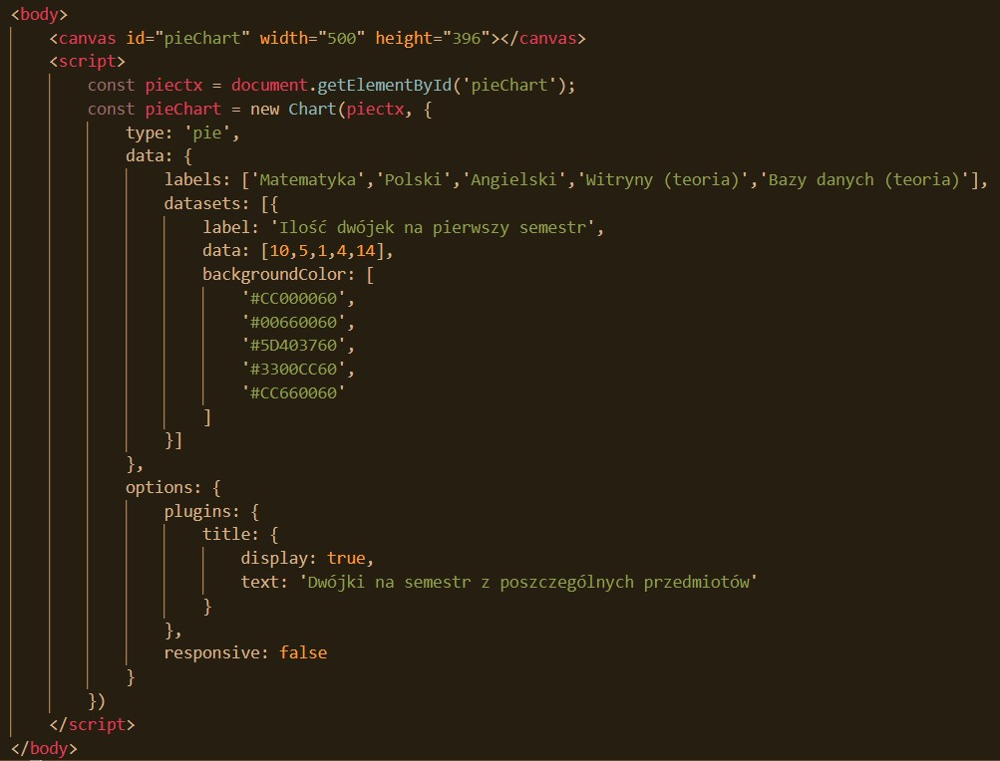 <body>
<canvas id="pieChart" width="500" height="396"></canvas>
<script>
const piectx = document.getElementById('pieChart');
const pieChart = new Chart(piectx, {
type: 'pie',
data: {
labels: ['Matematyka','Polski','Angielski','Witryny (teoria)','Bazy danych (teoria)'],
datasets: [{
label: 'Ilość dwójek na pierwszy semestr',
data: [10,5,1,4,14],
backgroundColor: [
'#CC000060',
'#00660060',
'#5D403760',
'#3300CC60',
'#CC660060'
]
}]
},
options: {
plugins: {
title: {
display: true,
text: 'Dwójki na semestr z poszczególnych przedmiotów'
}
},
responsive: false
}
})
</script>
</body>